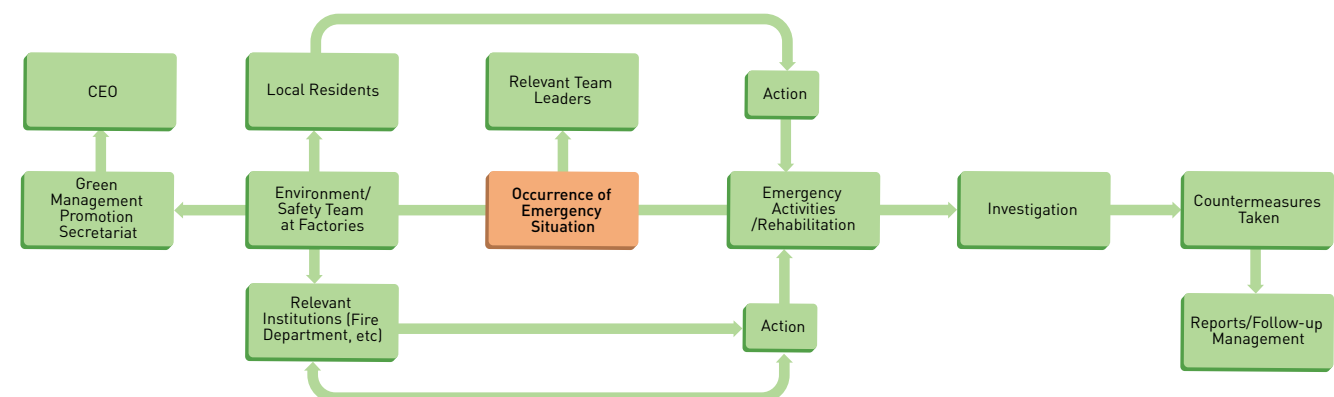 CEO
Local Residents
Relevant Team
Leaders
Action
Green
Management
Promotion
Secretariat
Environment/
Safety Team
at Factories
Occurrence of
Emergency
Situation
Emergency
Activities
/Rehabilitation
Investigation
Countermeasures
Taken
Relevant
Institutions (Fire
Department, etc)
Action
Reports/Follow-up
Management